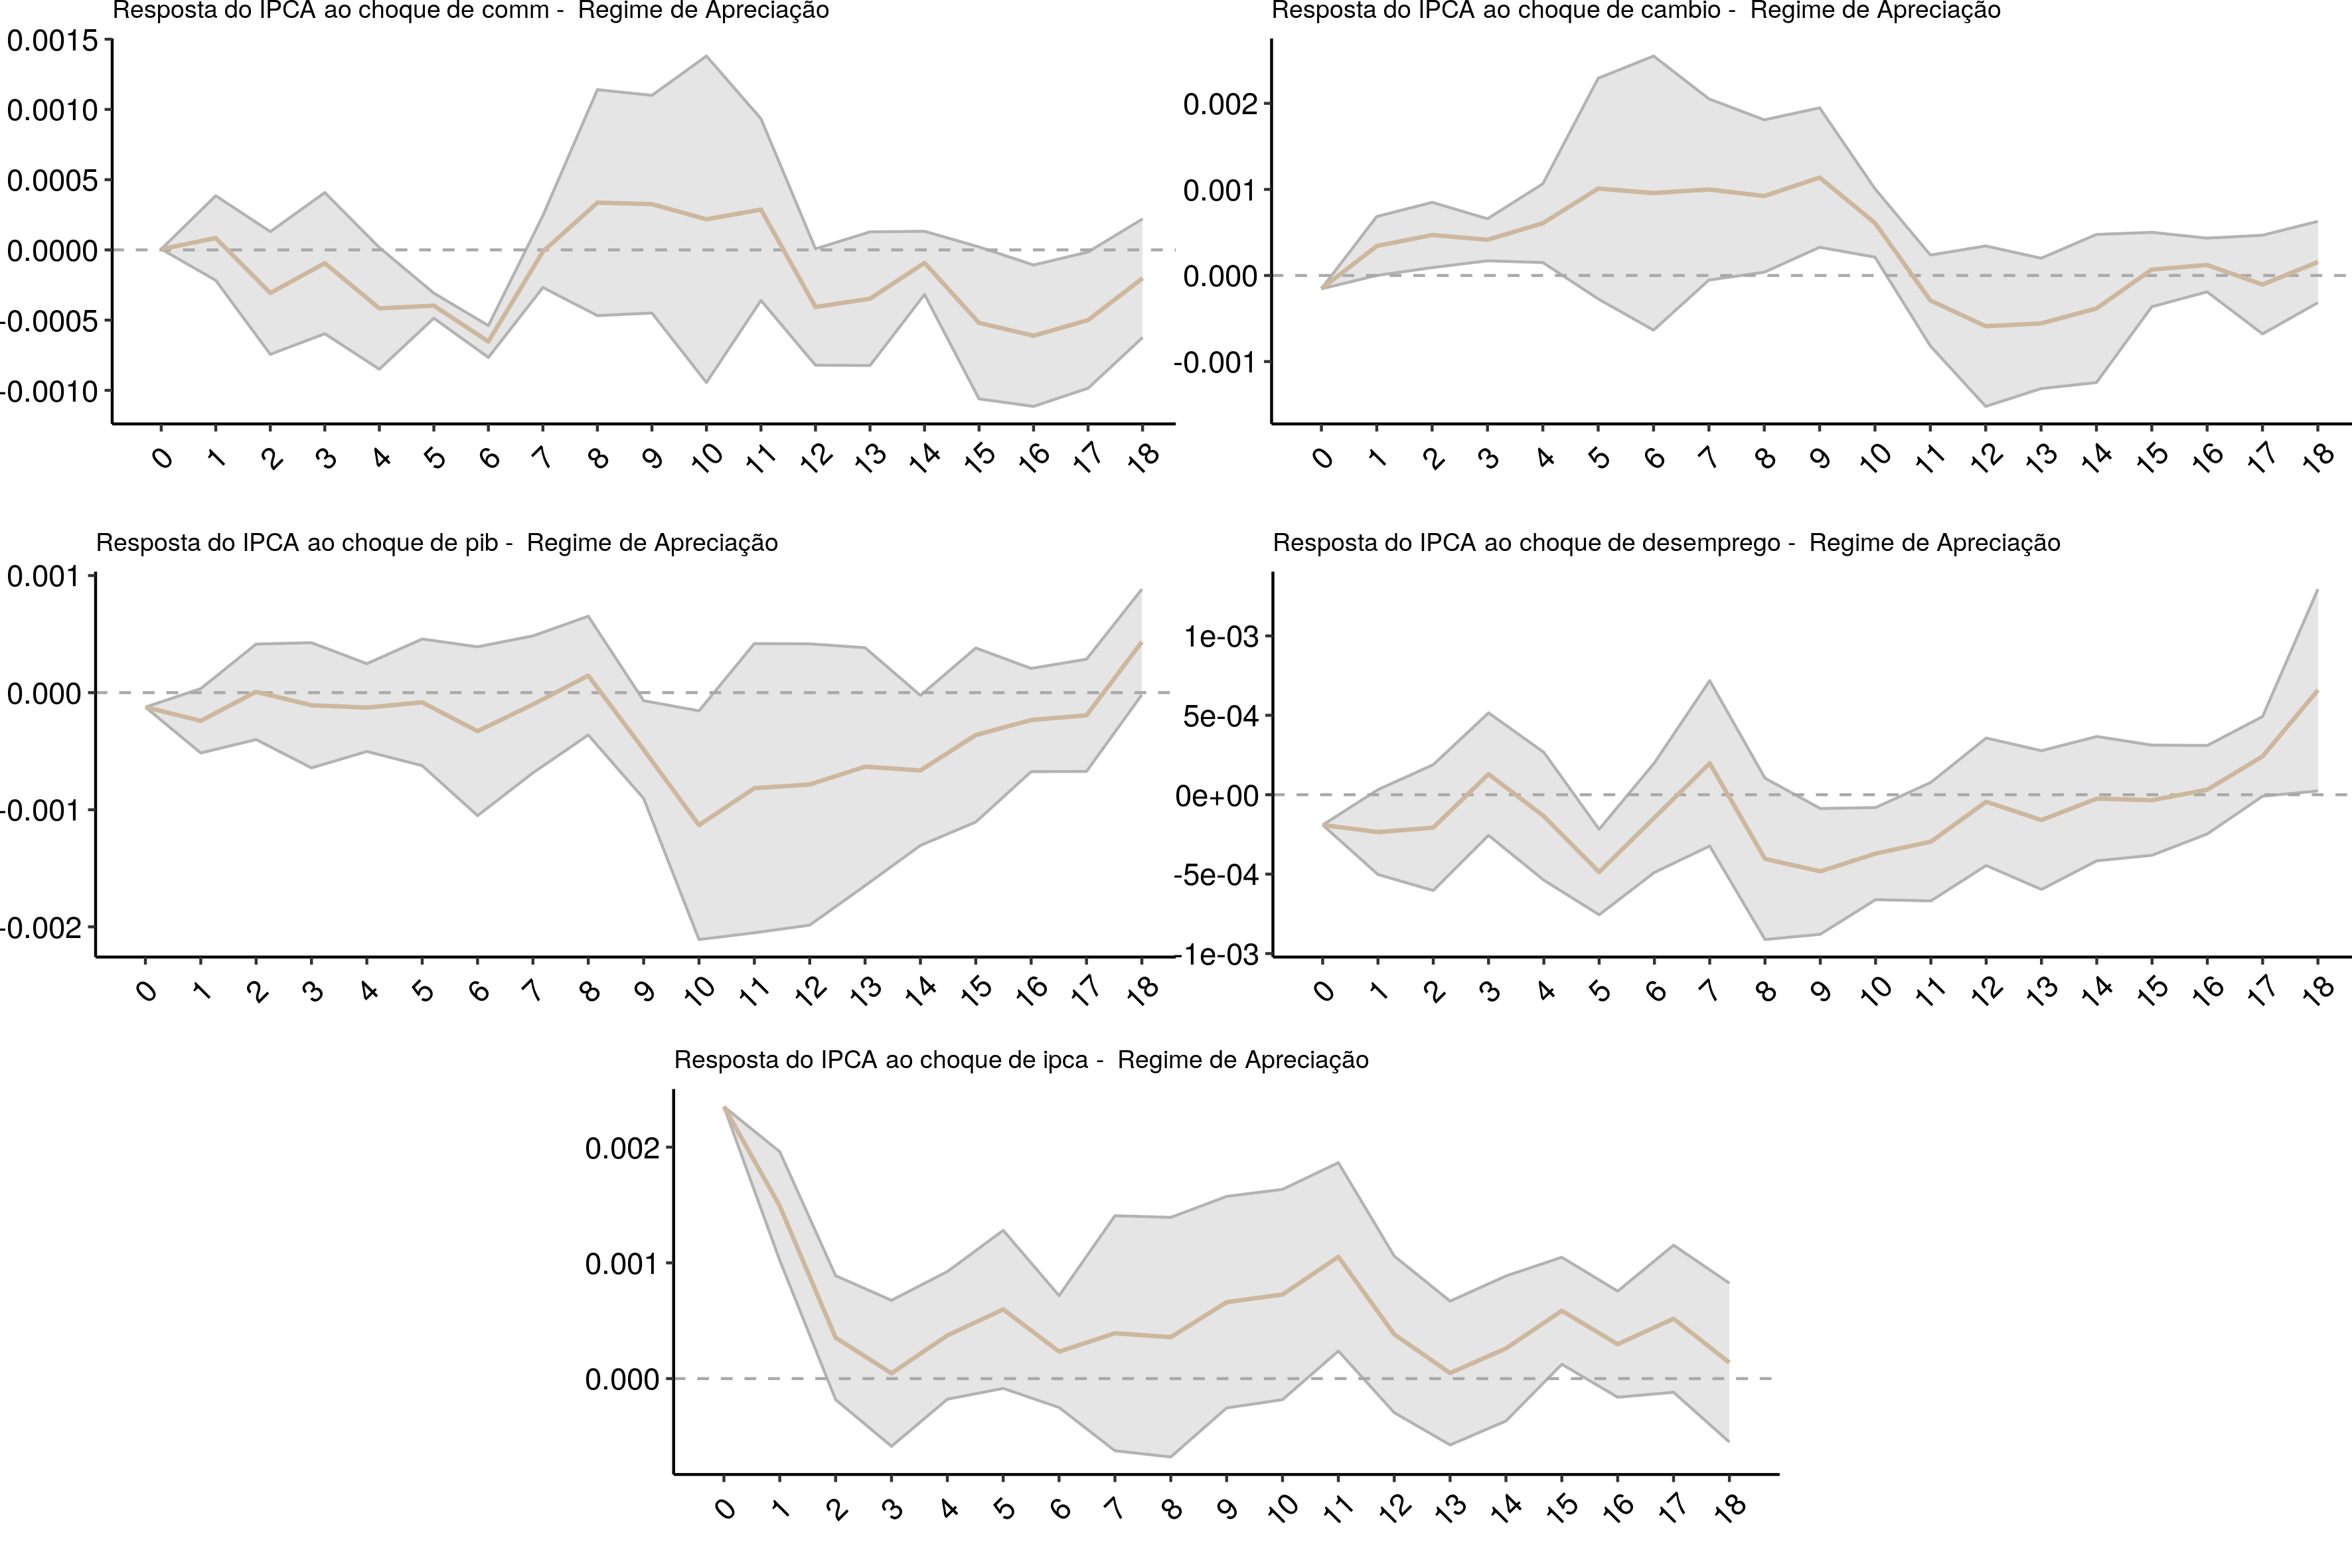 Resposta do IPCA ao choque de comm - Regime de Apreciação
0.0015
0.0010
0.0005
0.0000
-0.0005
-0.0010
0 1 2 3 4 5 6 7 8 9 10 11 12 13 14 15 16 17 18
Resposta do IPCA ao choque de cambio - Regime de Apreciação
0.002
0.001
0.000
-0.001
0 1 2 3 4 5 6 7 8 9 10 11 12 13 14 15 16 17 18
Resposta do IPCA ao choque de pib - Regime de Apreciação
0.001
0.000
-0.001
-0.002
0 1 2 3 4 5 6 7 8 9 10 11 12 13 14 15 16 17 18
Resposta do IPCA ao choque de desemprego - Regime de Apreciação
1e-03
5e-04
0e+00
-5e-04
-1e-03
0 1 2 3 4 5 6 7 8 9 10 11 12 13 14 15 16 17 18
Resposta do IPCA ao choque de ipca - Regime de Apreciação
0.002
0.001
0.000
0 1 2 3 4 5 6 7 8 9 10 11 12 13 14 15 16 17 18